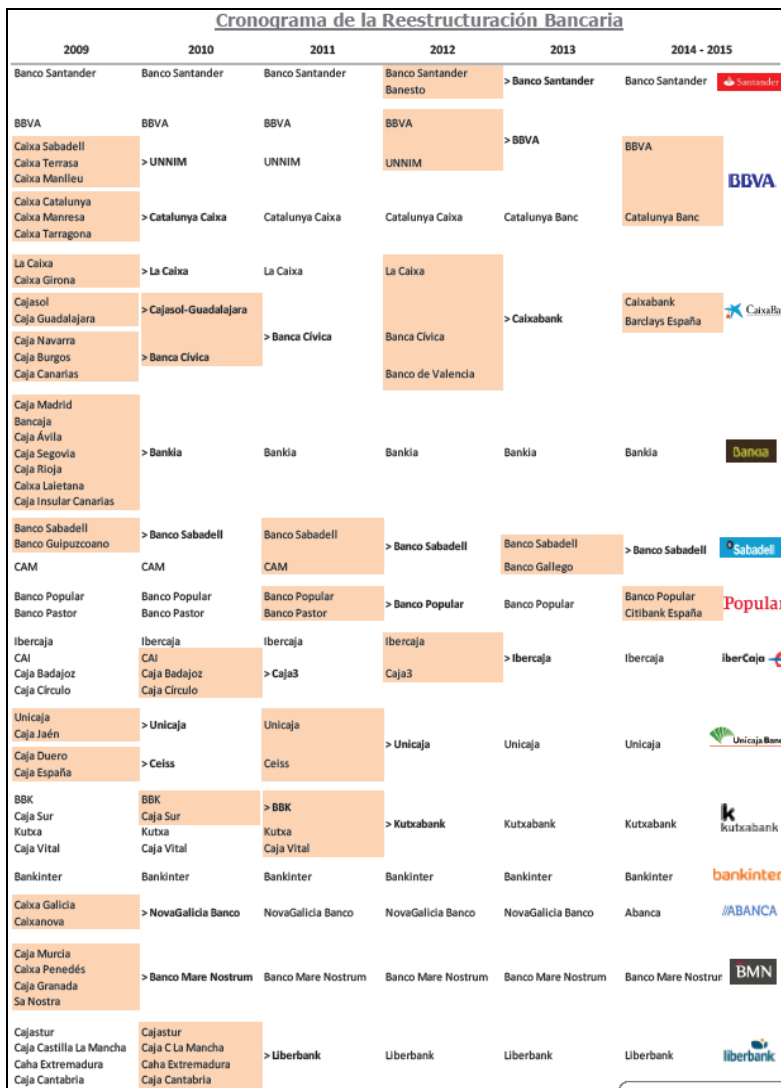 Cronograma de la Reestructuración Bancaria
2009 2010 2011 2012 2013 2014 - 2015
Banco Santander Banco Santander Banco Santander Banco Santander > Banco Santander Banco Santander Santander
Banesto
BBVA BBVA BBVA BBVA > BBVA BBVA BBVA
Caixa Sabadell
Caixa Terrasa > UNNIM UNNIM UNNIM
Caixa Manlleu
Caixa Catalunya
Caixa Manresa > Catalunya Caixa Catalunya Caixa Catalunya Caixa Catalunya Banc Catalunya Banc
Caixa Tarragona
La Caixa > La Caixa La Caixa La Caixa
Caixa Girona
Cajasol > Cajasol-Guadalajara > Caixabank Caixabank CaixaBa
Caja Guadalajara Barclays España
Caja Navarra > Banca Cívica Banca Cívica
Caja Burgos > Banca Cívica
Caja Canarias Banco de Valencia
Caja Madrid
Bancaja
Caja Ávila
Caja Segovia > Bankia Bankia Bankia Bankia Bankia Bankia
Caja Rioja
Caixa Laietana
Caja Insular Canarias
Banco Sabadell > Banco Sabadell Banco Sabadell > Banco Sabadell Banco Sabadell > Banco Sabadell Sabadell
Banco Guipuzcoano
CAM CAM CAM Banco Gallego
Banco Popular Banco Popular Banco Popular > Banco Popular Banco Popular Banco Popular Popular
Banco Pastor Banco Pastor Banco Pastor Citibank España
Ibercaja Ibercaja Ibercaja Ibercaja > Ibercaja Ibercaja iberCaja
CAI CAI
Caja Badajoz Caja Badajoz > Caja3 Caja3
Caja Círculo Caja Círculo
Unicaja > Unicaja Unicaja > Unicaja Unicaja Unicaja Unicaja Banc
Caja Jaén
Caja Duero > Ceiss Ceiss
Caja España
BBK BBK > BBK > Kutxabank Kutxabank Kutxabank k kutxabank
Caja Sur Caja Sur
Kutxa Kutxa Kutxa
Caja Vital Caja Vital Caja Vital
Bankinter Bankinter Bankinter Bankinter Bankinter Bankinter bankinter
Caixa Galicia > NovaGalicia Banco NovaGalicia Banco NovaGalicia Banco NovaGalicia Banco Abanca //ABANCA
Caixanova
Caja Murcia
Caixa Penedés > Banco Mare Nostrum Banco Mare Nostrum Banco Mare Nostrum Banco Mare Nostrum Banco Mare Nostrur BMN
Caja Granada
Sa Nostra
Cajastur Cajastur
Caja Castilla La Mancha Caja C La Mancha > Liberbank Liberbank Liberbank Liberbank liberbank
Caha Extremadura Caha Extremadura
Caja Cantabria Caja Cantabria